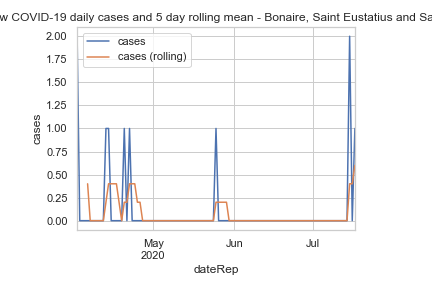 w COVID-19 daily cases and 5 day rolling mean - Bonaire, Saint Eustatius and Sa
2.00
1.75
1.50
1.25
1.00
0.75
0.50
0.25
0.00
cases
cases
cases (rolling)
May
2020
Jun
Jul
dateRep